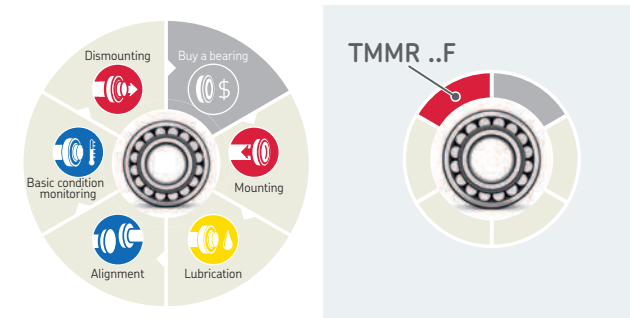 Dismounting
Buy a bearing
$
TMMR ..F
Basic condition
monitoring
Mounting
Alignment
Lubrication